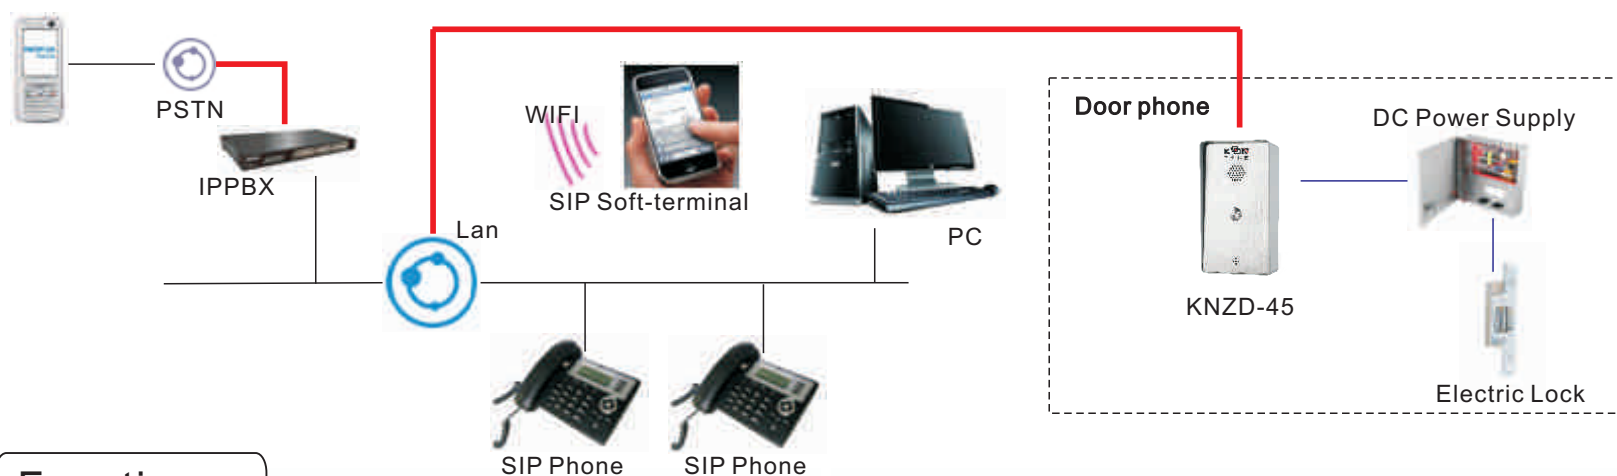 PSTN
IPPBX
WIFI
SIP Soft-terminal
Lan
PC
Door phone
DC Power Supply
KNZD-45
Electric Lock
SIP Phone
SIP Phone